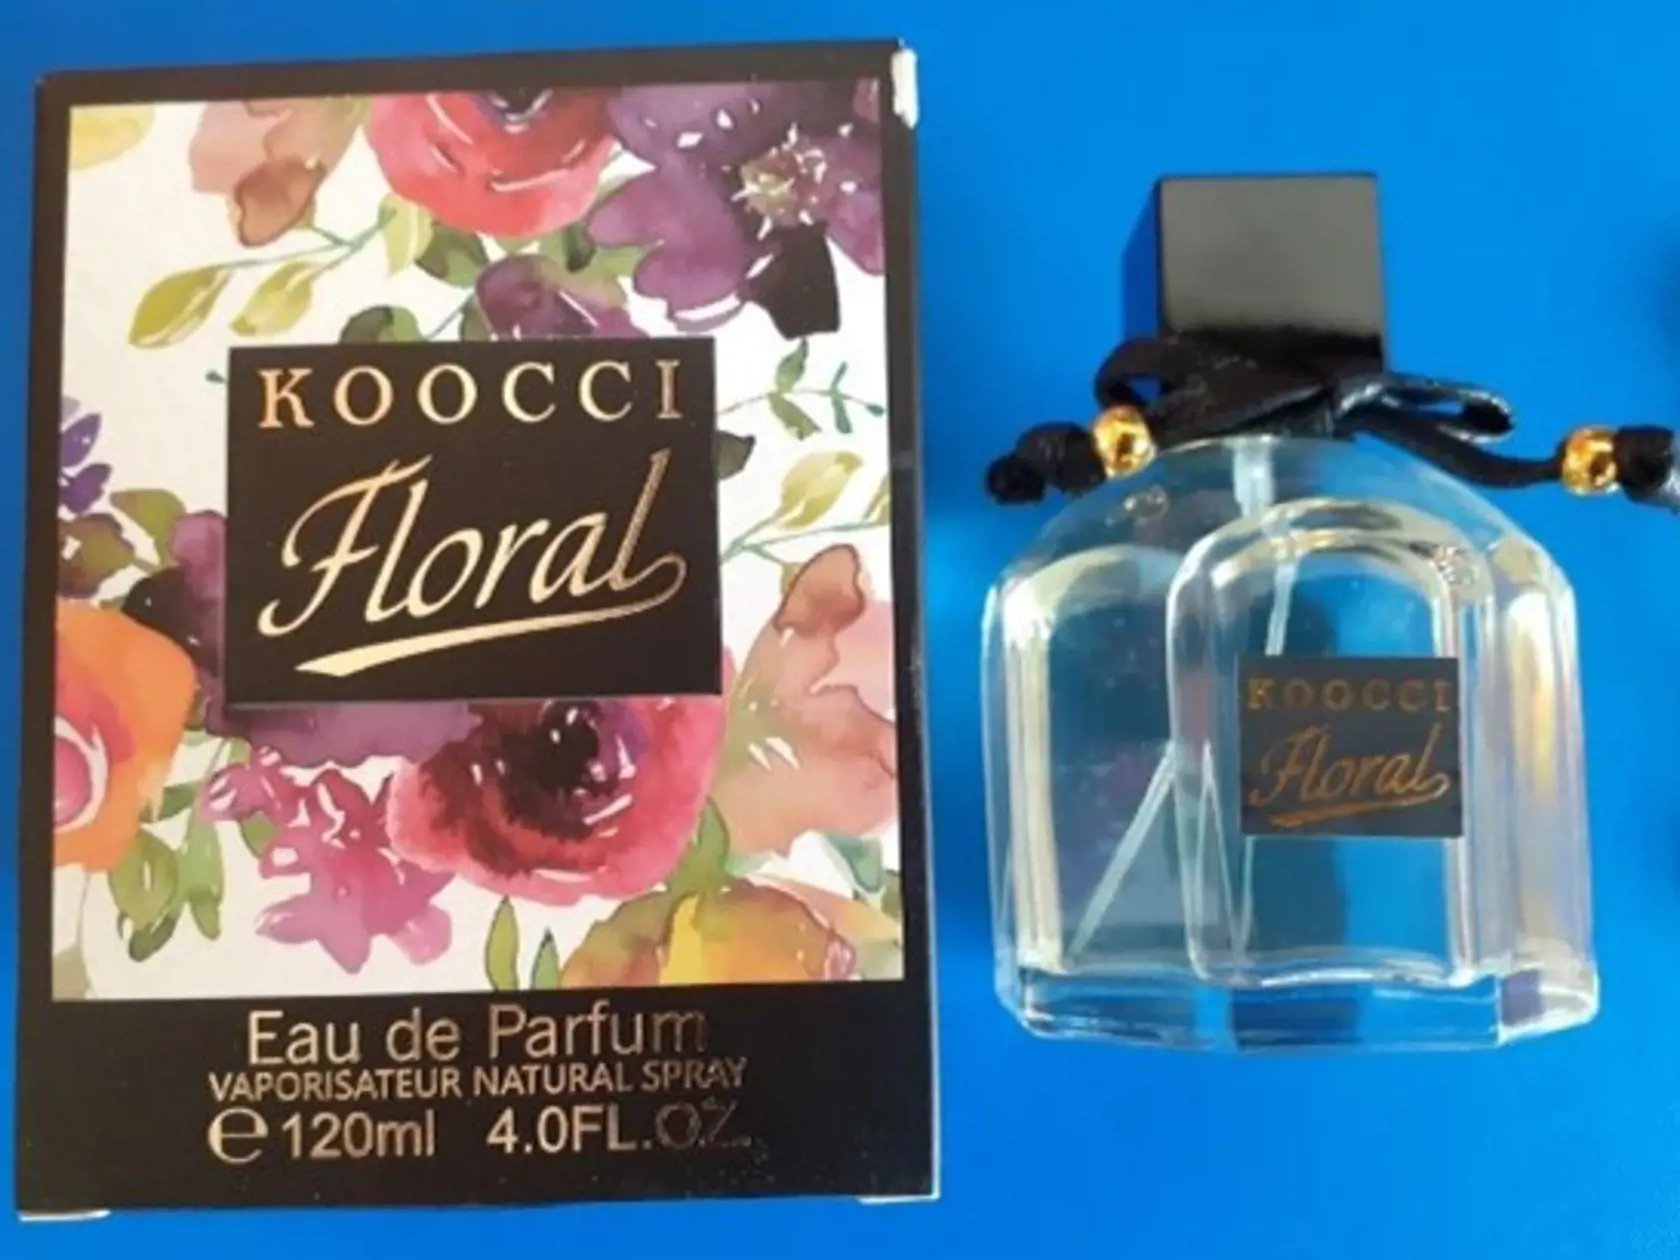 KOOCCI
Floral
Eau de Parfum
VAPORISATEUR NATURAL SPRAY
℮120ml 4.0FL.OZ.
KOOCCI
Floral